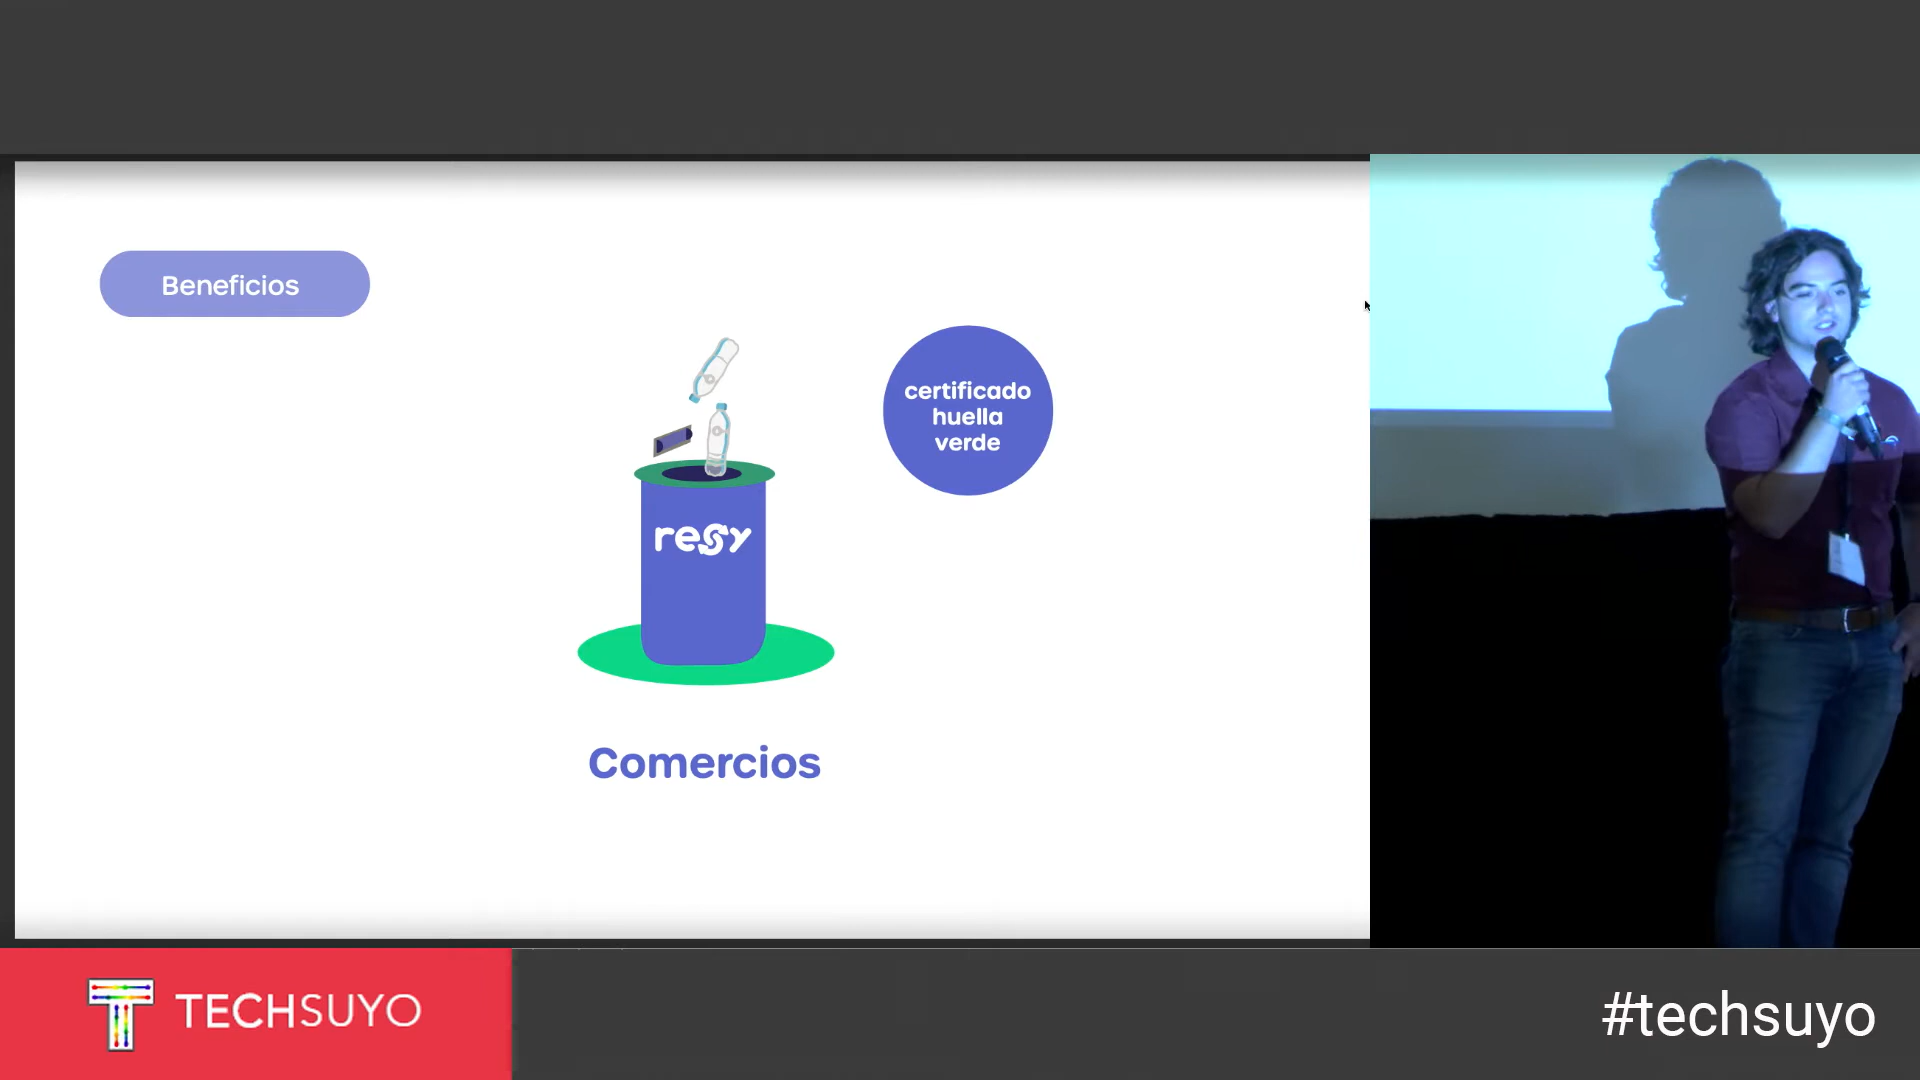 Beneficios
certificado
huella
verde
resy
Comercios
TECHSUYO
#techsuyo